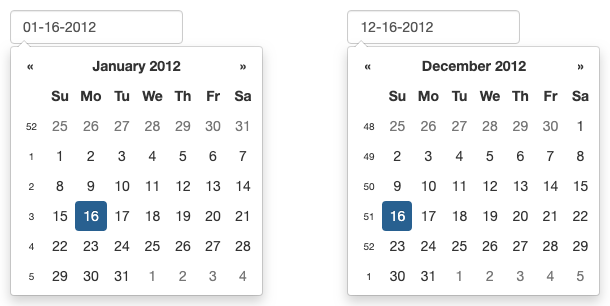 01-16-2012
« January 2012 »
Su Mo Tu We Th Fr Sa
52 25 26 27 28 29 30 31
1 1 2 3 4 5 6 7
2 8 9 10 11 12 13 14
3 15 16 17 18 19 20 21
4 22 23 24 25 26 27 28
5 29 30 31 1 2 3 4
12-16-2012
« December 2012 »
Su Mo Tu We Th Fr Sa
48 25 26 27 28 29 30 1
49 2 3 4 5 6 7 8
50 9 10 11 12 13 14 15
51 16 17 18 19 20 21 22
52 23 24 25 26 27 28 29
1 30 31 1 2 3 4 5